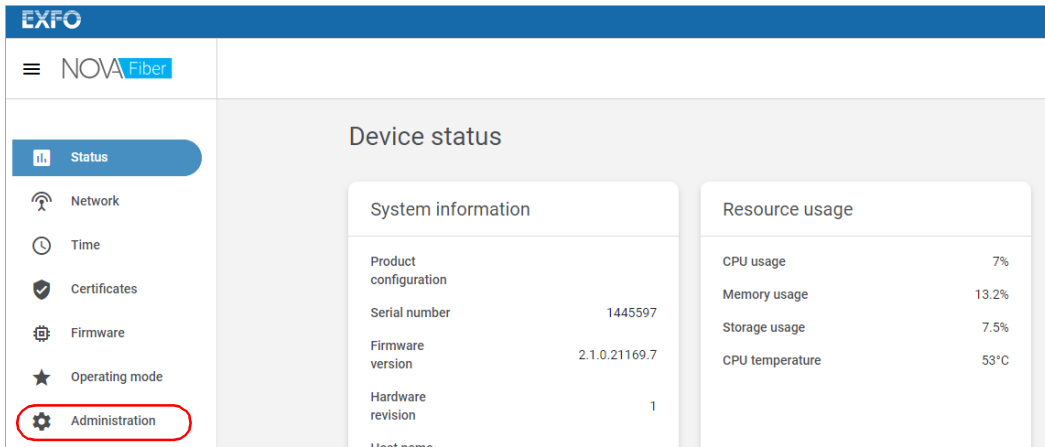 EXFO
NOVA Fiber
Device status
Status
Network
Time
Certificates
Firmware
Operating mode
Administration
System information
Product
configuration
Serial number 1445597
Firmware
version 2.1.0.21169.7
Hardware
revision 1
Host name
Resource usage
CPU usage 7%
Memory usage 13.2%
Storage usage 7.5%
CPU temperature 53°C